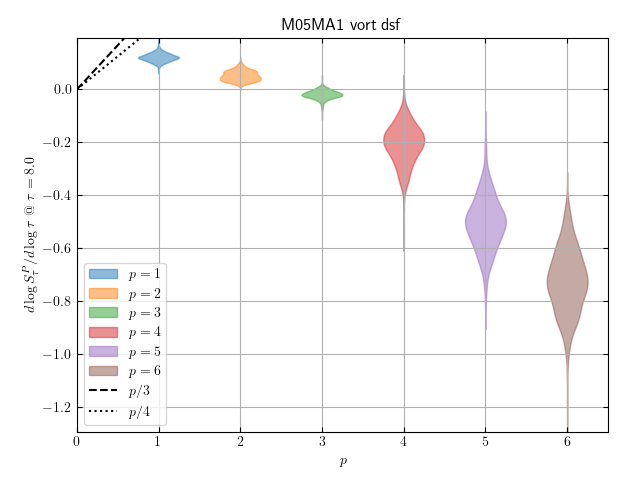 M05MA1 vort dsf
d log S_τ^P / d log τ @ τ = 8.0
0.0
−0.2
−0.4
−0.6
−0.8
−1.0
−1.2
p = 1
p = 2
p = 3
p = 4
p = 5
p = 6
p/3
p/4
0 1 2 3 4 5 6
p